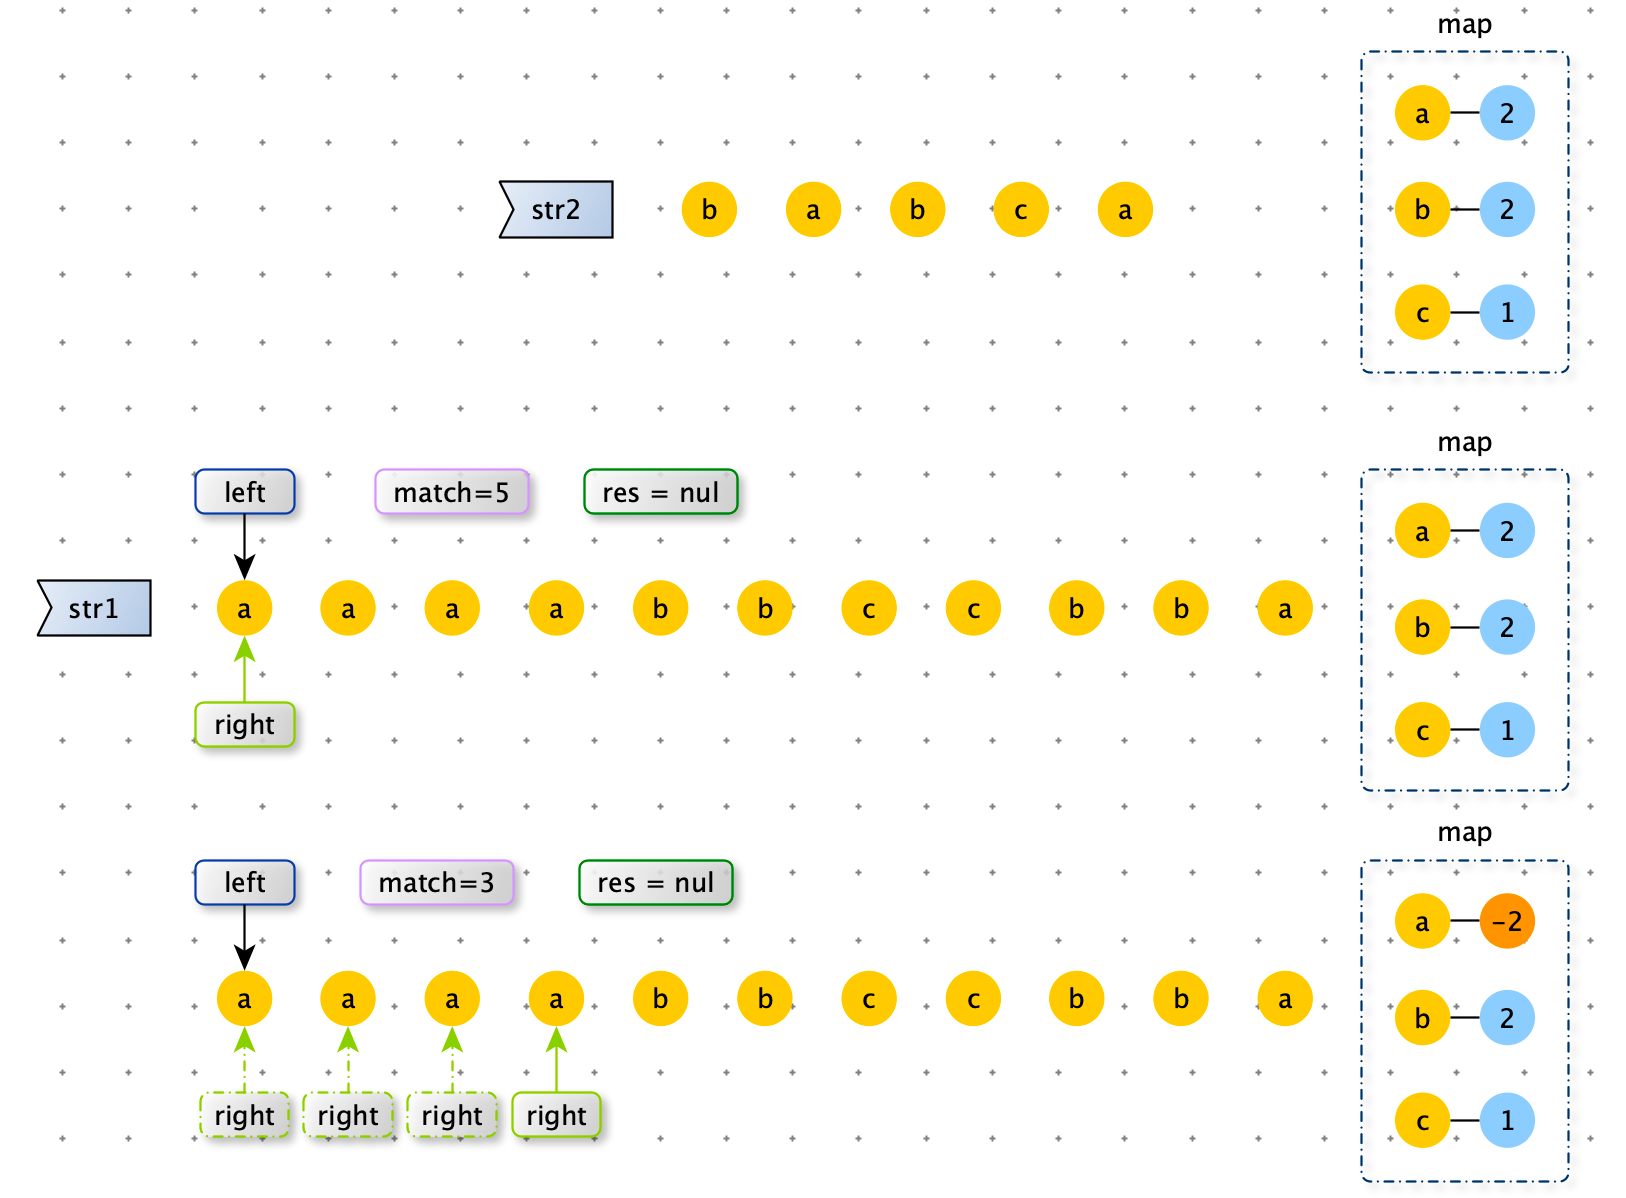 map
a 2
str2 b a b c a b 2
c 1
map
left match=5 res = nul
a 2
str1 a a a a b b c c b b a
b 2
right
c 1
map
left match=3 res = nul
a -2
a a a a b b c c b b a
b 2
right right right right
c 1